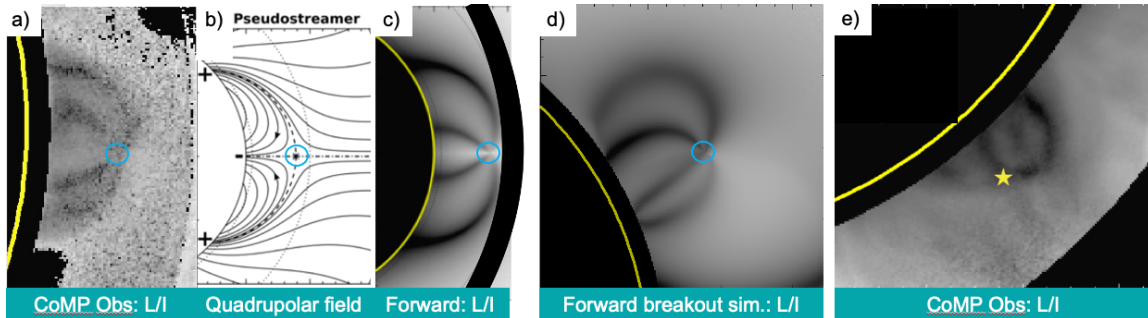 a)
b)
Pseudostreamer
c)
d)
e)
+
-
+
CoMP Obs: L/I
Quadrupolar field
Forward: L/I
Forward breakout sim.: L/I
CoMP Obs: L/I